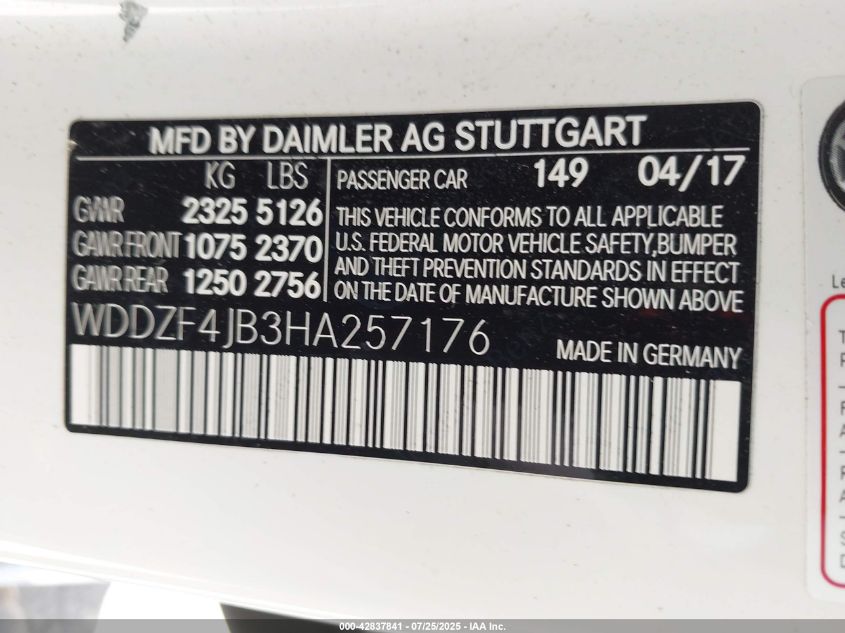 MFD BY DAIMLER AG STUTTGART
KG LBS
GVWR 2325 5126
GAWR FRONT 1075 2370
GAWR REAR 1250 2756
PASSENGER CAR 149 04/17
THIS VEHICLE CONFORMS TO ALL APPLICABLE
U.S. FEDERAL MOTOR VEHICLE SAFETY, BUMPER
AND THEFT PREVENTION STANDARDS IN EFFECT
ON THE DATE OF MANUFACTURE SHOWN ABOVE
WDDZF4JB3HA257176
MADE IN GERMANY
000-42837841 - 07/25/2025 - IAA Inc.